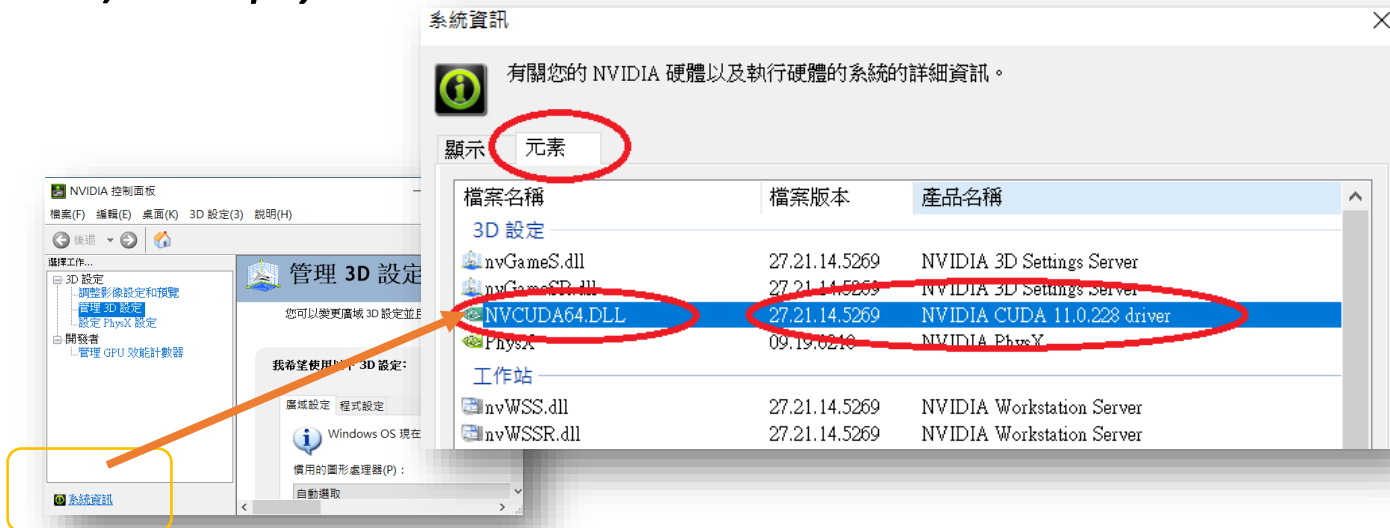 系統資訊
有關您的 NVIDIA 硬體以及執行硬體的系統的詳細資訊。
顯示 元素
檔案名稱 檔案版本 產品名稱
3D 設定
nvGameS.dll 27.21.14.5269 NVIDIA 3D Settings Server
nvGameSR.dll 27.21.14.5269 NVIDIA 3D Settings Server
NVCUDA64.DLL 27.21.14.5269 NVIDIA CUDA 11.0.228 driver
PhysX 09.19.0218 NVIDIA PhysX
工作站
nvWSS.dll 27.21.14.5269 NVIDIA Workstation Server
nvWSSR.dll 27.21.14.5269 NVIDIA Workstation Server
NVIDIA 控制面板
檔案(F) 編輯(E) 桌面(K) 3D 設定(3) 說明(H)
後退
選擇工作...
3D 設定
調整影像設定和預覽
管理 3D 設定
設定 PhysX 設定
開發者
管理 GPU 效能計數器
系統資訊
管理 3D 設定
您可以變更廣域 3D 設定並且
我希望使用以下 3D 設定:
廣域設定 程式設定
Windows OS 現在
慣用的圖形處理器(P) :
自動選取